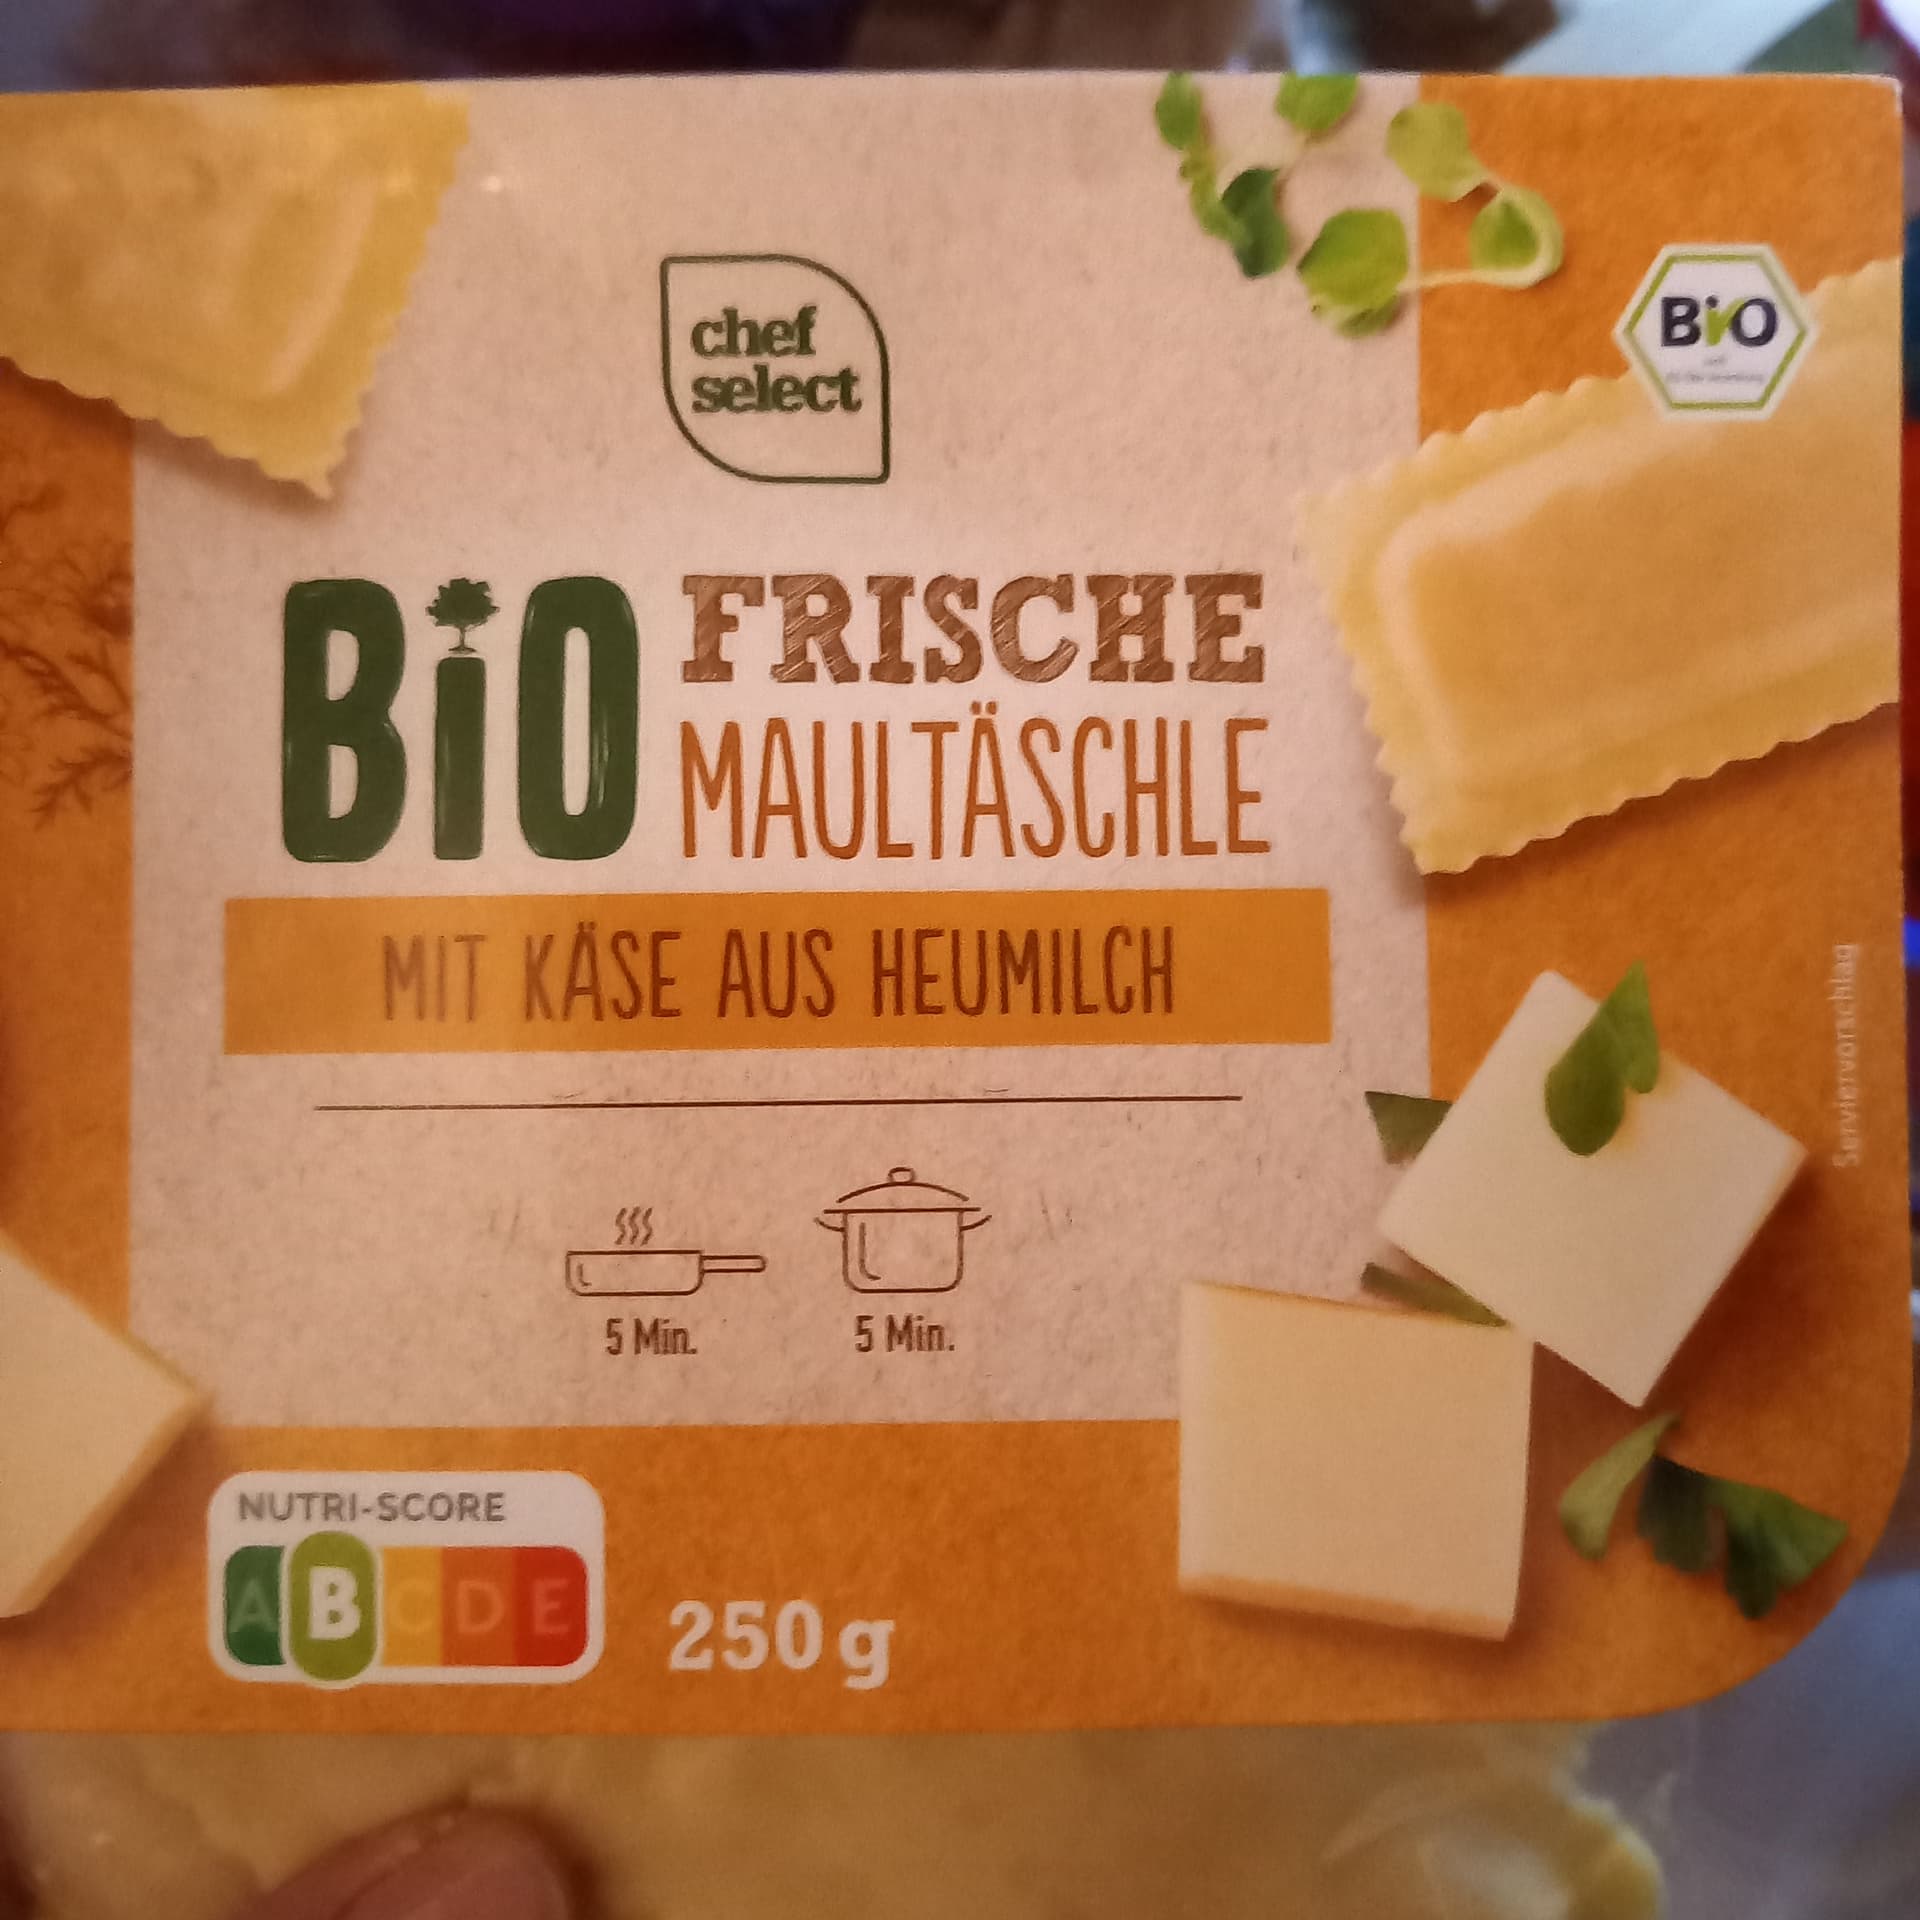 chef
select
BiO
BiO FRISCHE
MAULTÄSCHLE
MIT KÄSE AUS HEUMILCH
Serviervorschlag
5 Min. 5 Min.
NUTRI-SCORE
A B C D E
250 g